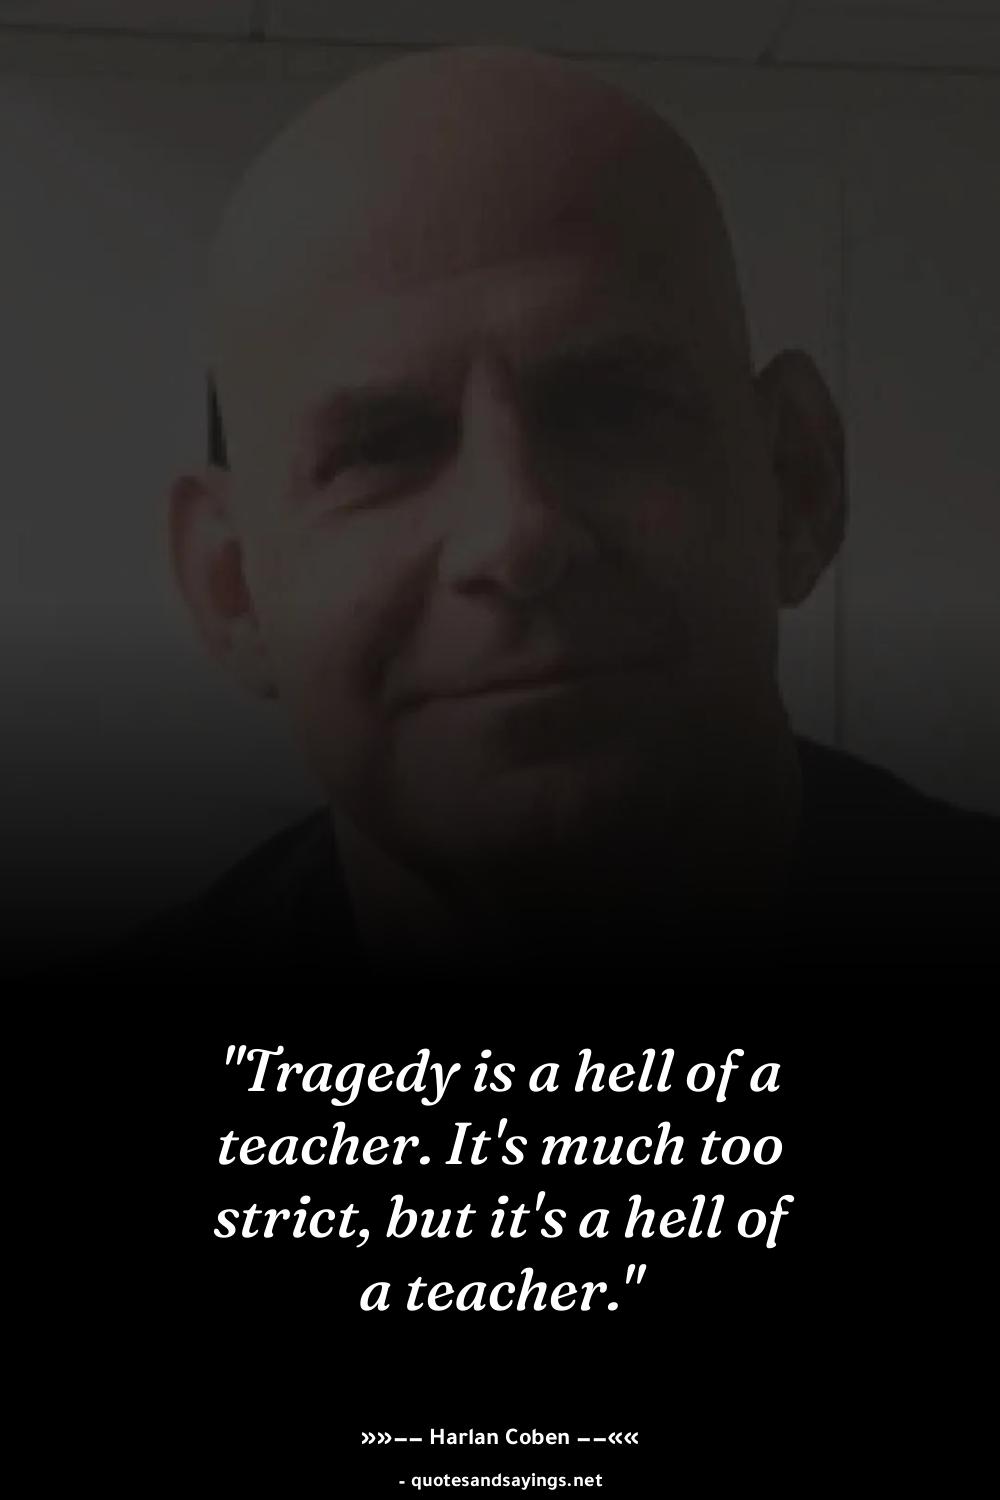 "Tragedy is a hell of a
teacher. It's much too
strict, but it's a hell of
a teacher."
»»–– Harlan Coben ––««
- quotesandsayings.net